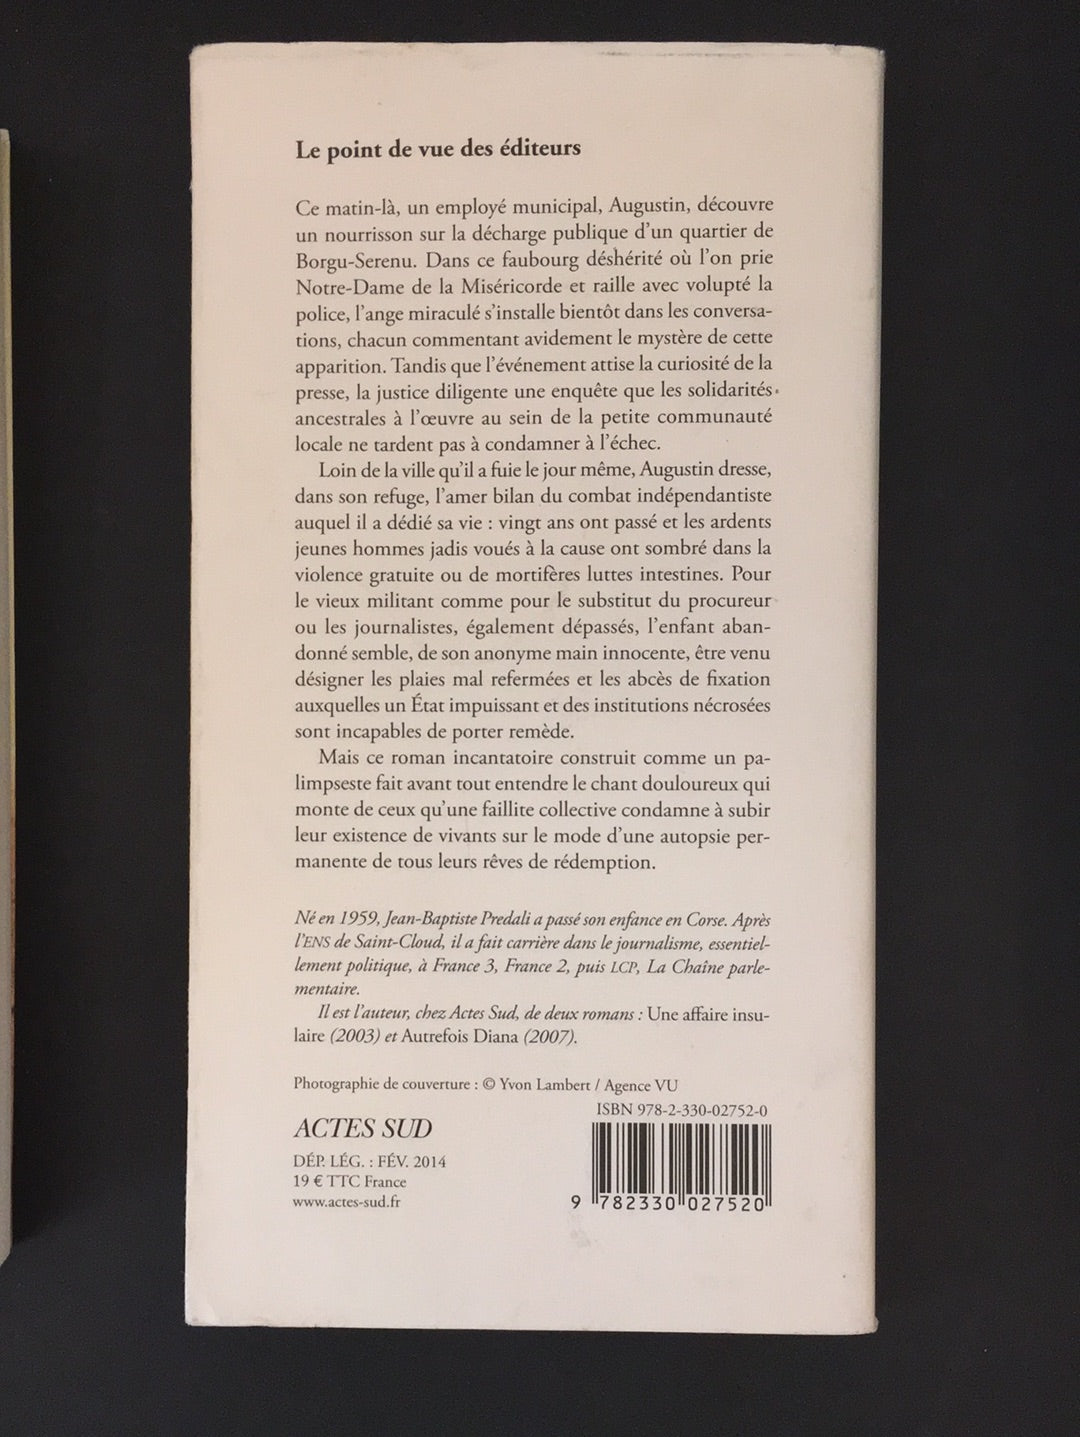 Le point de vue des éditeurs
Ce matin-là, un employé municipal, Augustin, découvre
un nourrisson sur la décharge publique d'un quartier de
Borgu-Serenu. Dans ce faubourg déshérité où l'on prie
Notre-Dame de la Miséricorde et raille avec volupté la
police, l'ange miraculé s'installe bientôt dans les conversa-
tions, chacun commentant avidement le mystère de cette
apparition. Tandis que l'événement attise la curiosité de la
presse, la justice diligente une enquête que les solidarités
ancestrales à l'œuvre au sein de la petite communauté
locale ne tardent pas à condamner à l'échec.
Loin de la ville qu'il a fuie le jour même, Augustin dresse,
dans son refuge, l'amer bilan du combat indépendantiste
auquel il a dédié sa vie : vingt ans ont passé et les ardents
jeunes hommes jadis voués à la cause ont sombré dans la
violence gratuite ou de mortifères luttes intestines. Pour
le vieux militant comme pour le substitut du procureur
ou les journalistes, également dépassés, l'enfant aban-
donné semble, de son anonyme main innocente, être venu
désigner les plaies mal refermées et les abcès de fixation
auxquelles un État impuissant et des institutions nécrosées
sont incapables de porter remède.
Mais ce roman incantatoire construit comme un pa-
limpseste fait avant tout entendre le chant douloureux qui
monte de ceux qu'une faillite collective condamne à subir
leur existence de vivants sur le mode d'une autopsie per-
manente de tous leurs rêves de rédemption.
Né en 1959, Jean-Baptiste Predali a passé son enfance en Corse. Après
l'ENS de Saint-Cloud, il a fait carrière dans le journalisme, essentiel-
lement politique, à France 3, France 2, puis LCP, La Chaîne parle-
mentaire.
Il est l'auteur, chez Actes Sud, de deux romans : Une affaire insu-
laire (2003) et Autrefois Diana (2007).
Photographie de couverture : © Yvon Lambert / Agence VU
ISBN 978-2-330-02752-0
ACTES SUD
DÉP. LÉG. : FÉV. 2014
19 € TTC France
www.actes-sud.fr
9 782330 027520